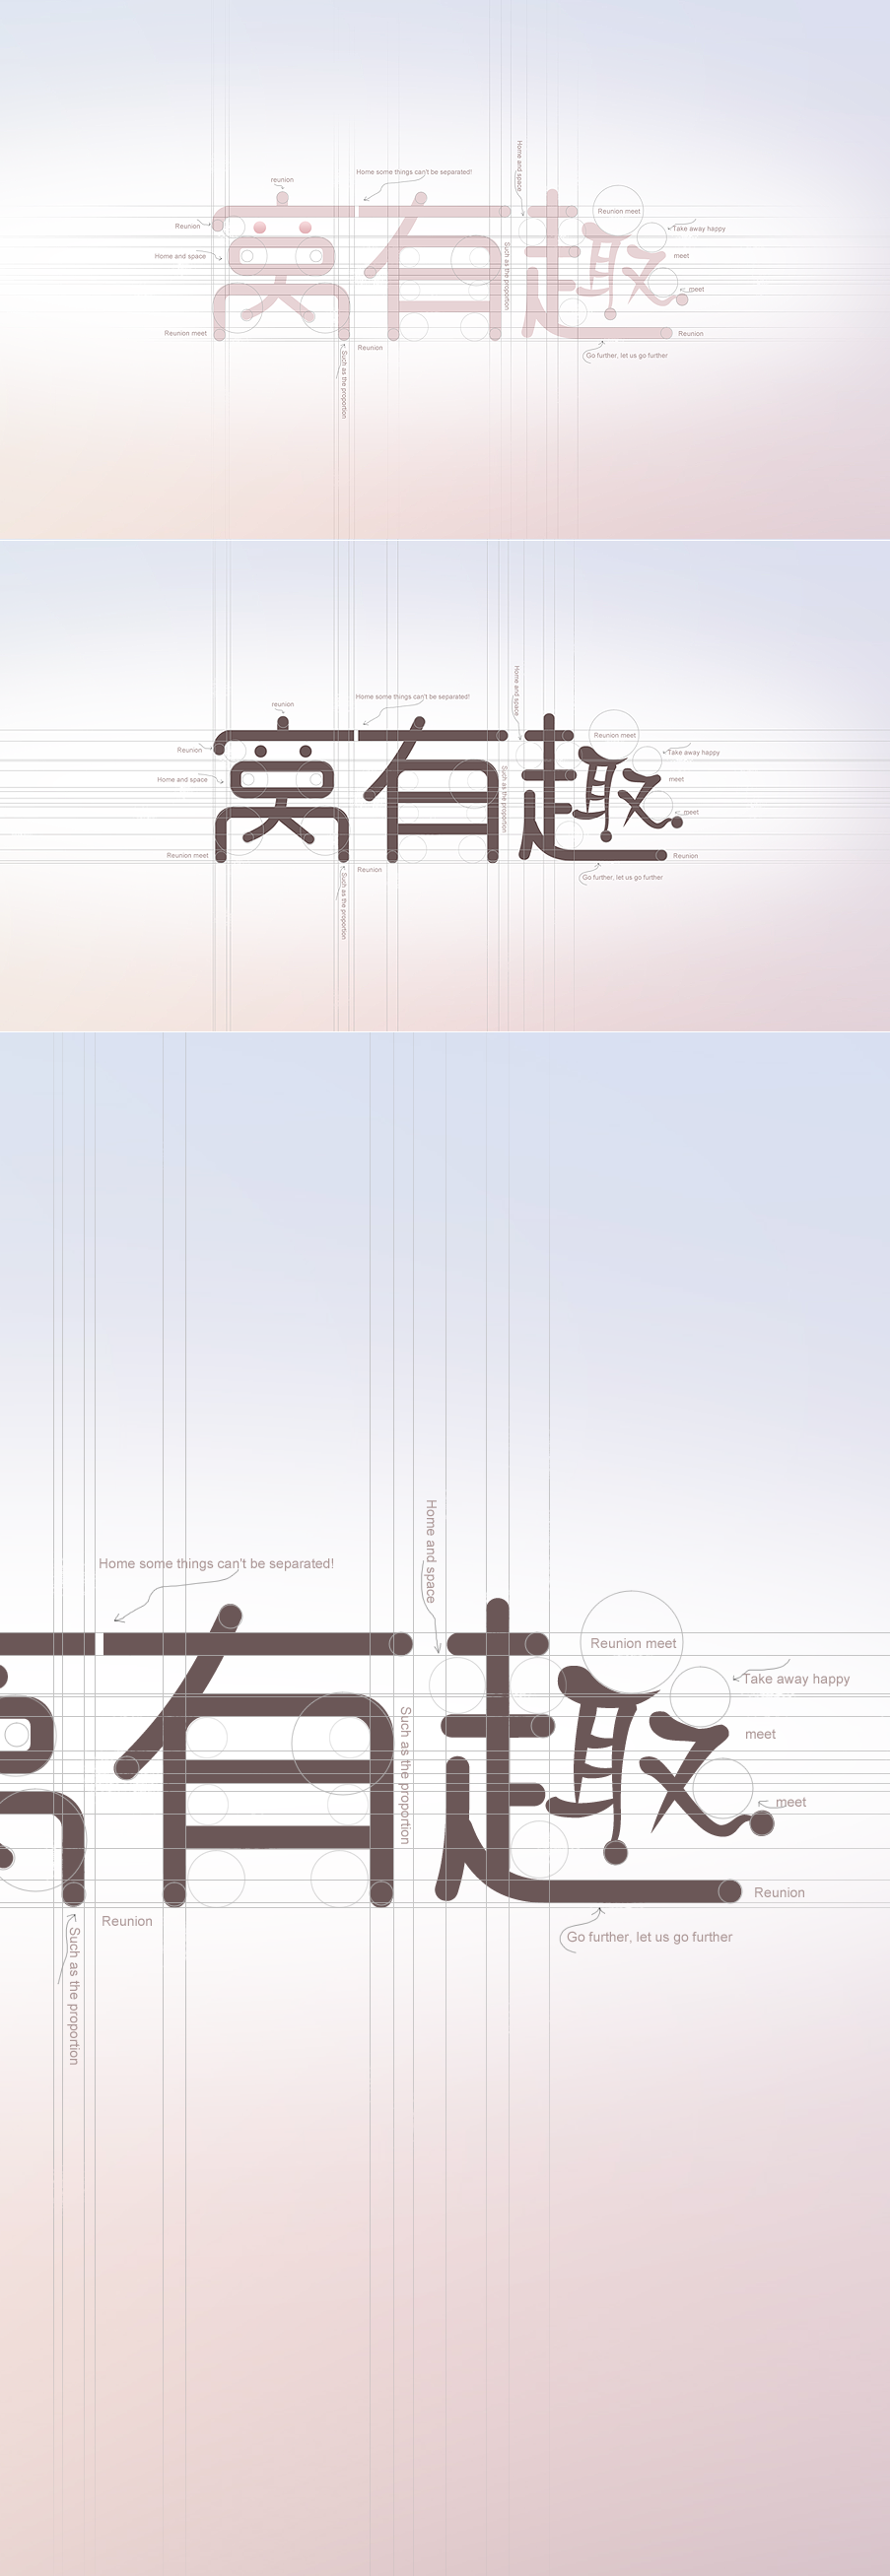 Home and space
Home some things can't be separated!
reunion
Reunion meet
Reunion
Take away happy
窝有趣
Home and space
meet
Such as the proportion
meet
Reunion meet
Reunion
Reunion
Go further, let us go further
Such as the proportion
Home and space
Home some things can't be separated!
reunion
Reunion meet
Reunion
Take away happy
窝有趣
Home and space
meet
Such as the proportion
meet
Reunion meet
Reunion
Reunion
Go further, let us go further
Such as the proportion
Home and space
Home some things can't be separated!
Reunion meet
Take away happy
有趣
Such as the proportion
meet
meet
Reunion
Reunion
Go further, let us go further
Such as the proportion